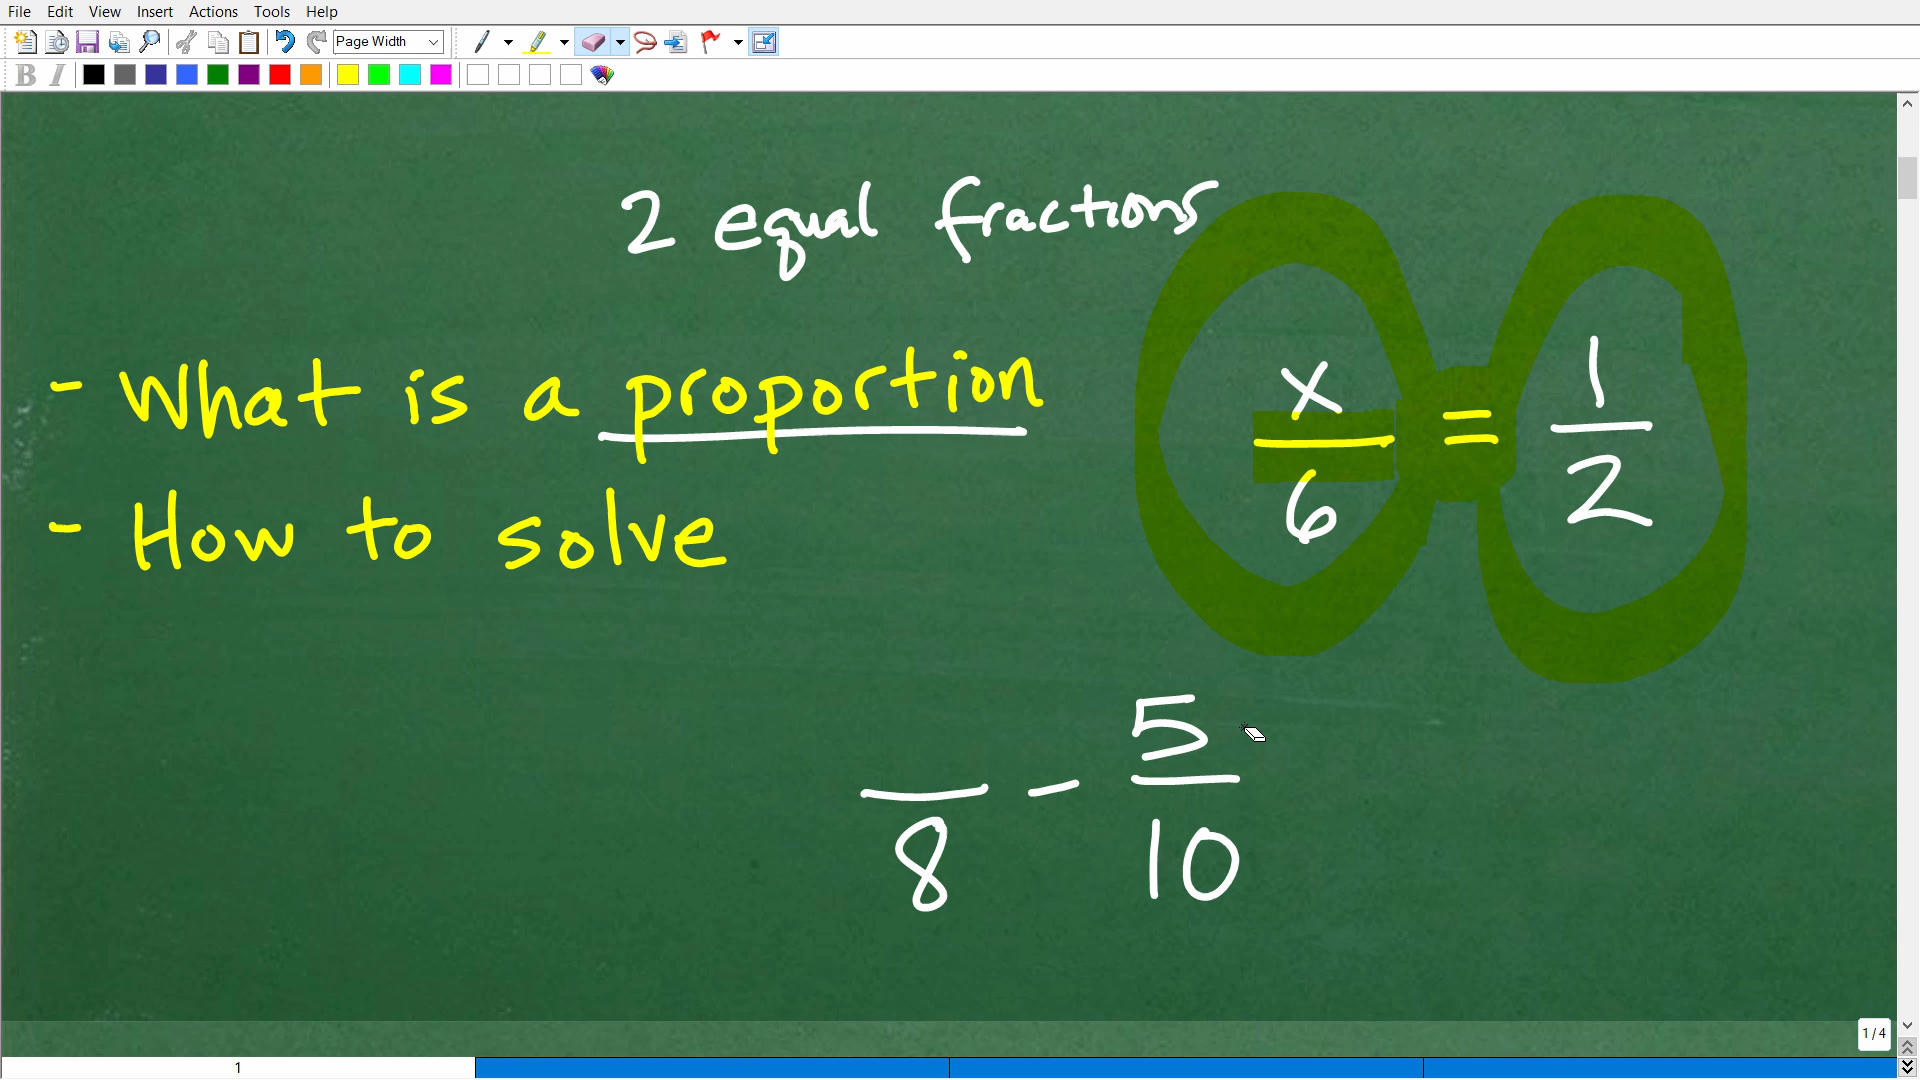 File Edit View Insert Actions Tools Help
Page Width
B I
2 equal fractions
- What is a proportion
x/6 = 1/2
- How to solve
5
— - —
8 10
1 / 4
1